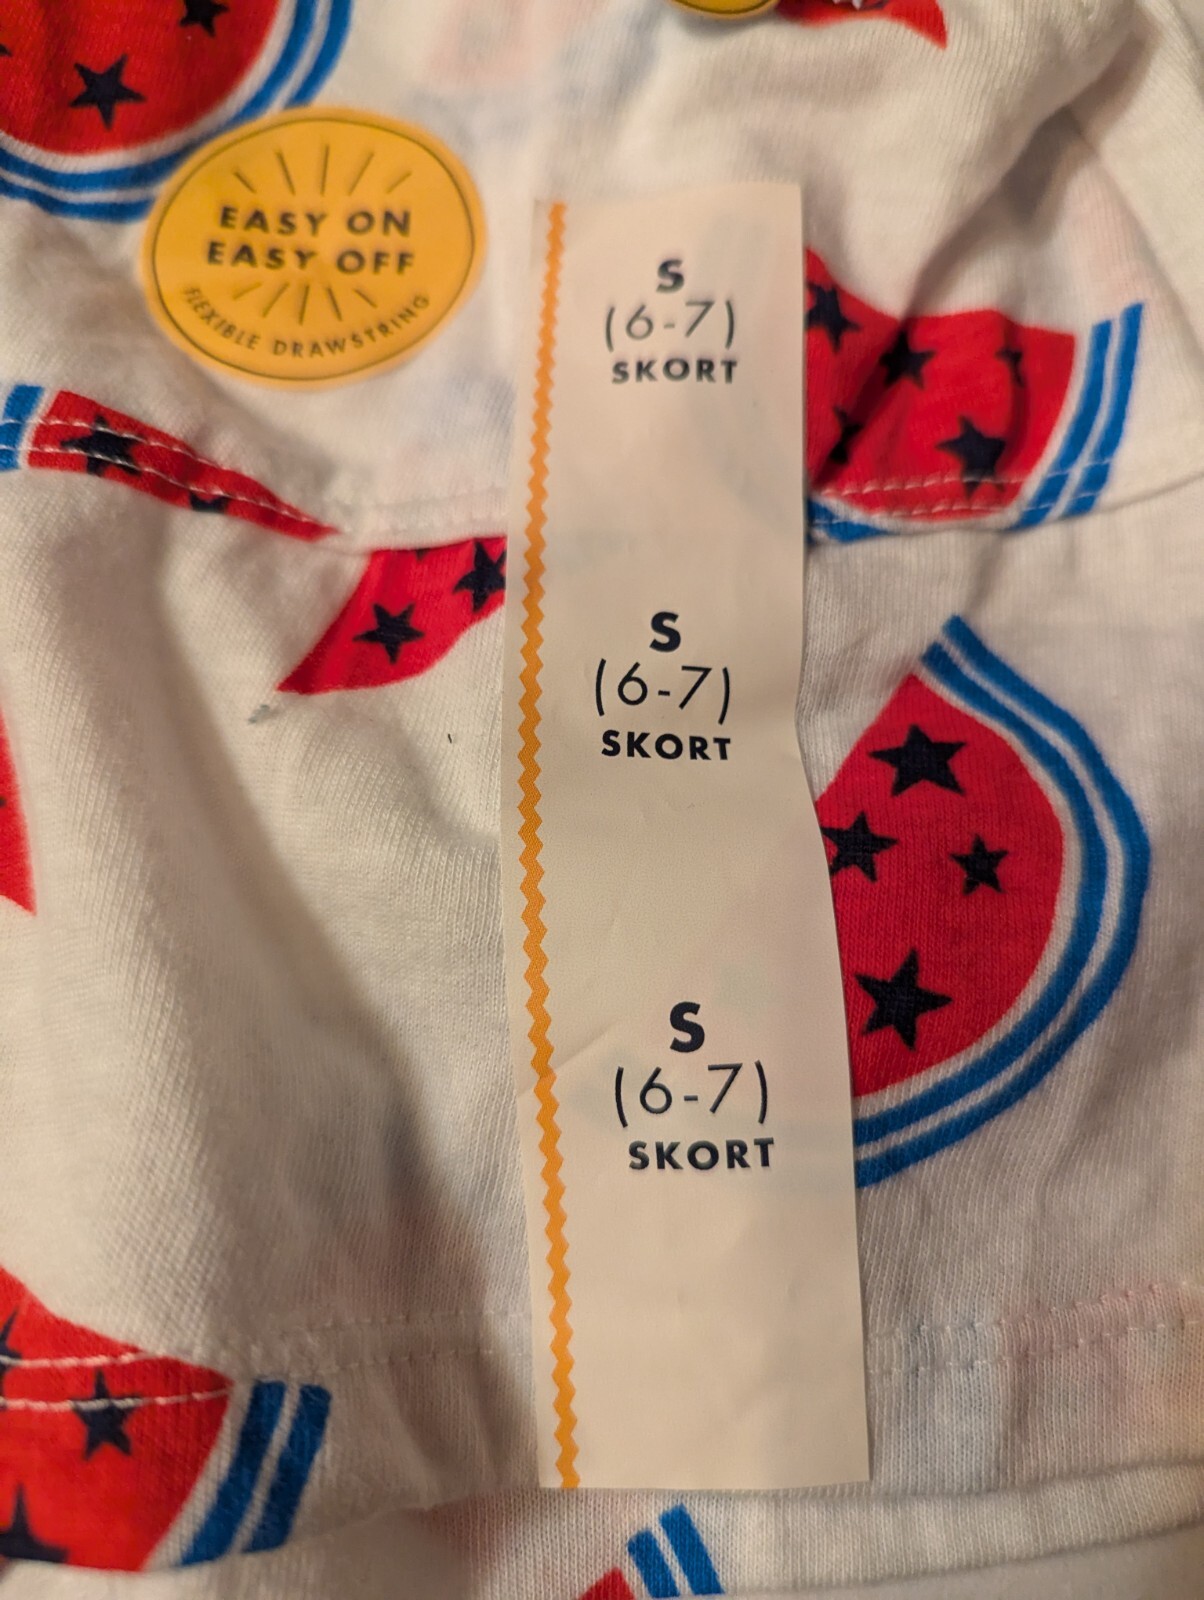 EASY ON
EASY OFF
FLEXIBLE DRAWSTRING
S
(6-7)
SKORT
S
(6-7)
SKORT
S
(6-7)
SKORT